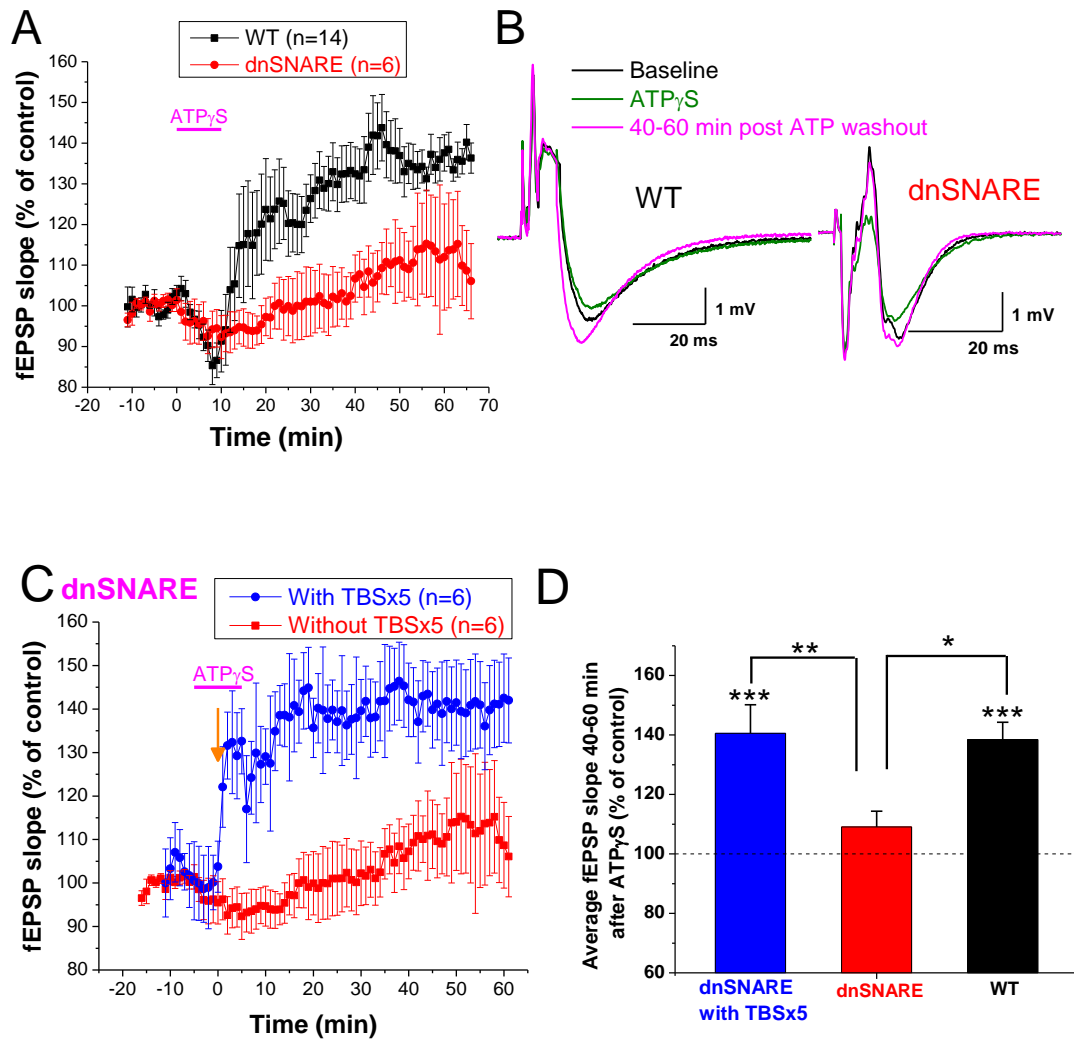 A
WT (n=14)
dnSNARE (n=6)
160
150
140
130
120
110
100
90
80
ATPγS
fEPSP slope (% of control)
-20 -10 0 10 20 30 40 50 60 70
Time (min)
B
Baseline
ATPγS
40-60 min post ATP washout
WT
dnSNARE
1 mV
20 ms
1 mV
20 ms
C dnSNARE
With TBSx5 (n=6)
Without TBSx5 (n=6)
160
150
140
130
120
110
100
90
80
ATPγS
fEPSP slope (% of control)
-20 -10 0 10 20 30 40 50 60
Time (min)
D
Average fEPSP slope 40-60 min
after ATPγS (% of control)
160
140
120
100
80
60
** *
*** ***
dnSNARE
with TBSx5
dnSNARE
WT